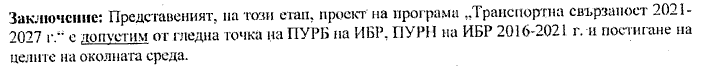 Заключение: Представеният, на този етап, проект на програма „Транспортна свързаност 2021-
2027 г.“ е допустим от гледна точка на ПУРБ на ИБР, ПУРН на ИБР 2016-2021 г. и постигане на
целите на околната среда.